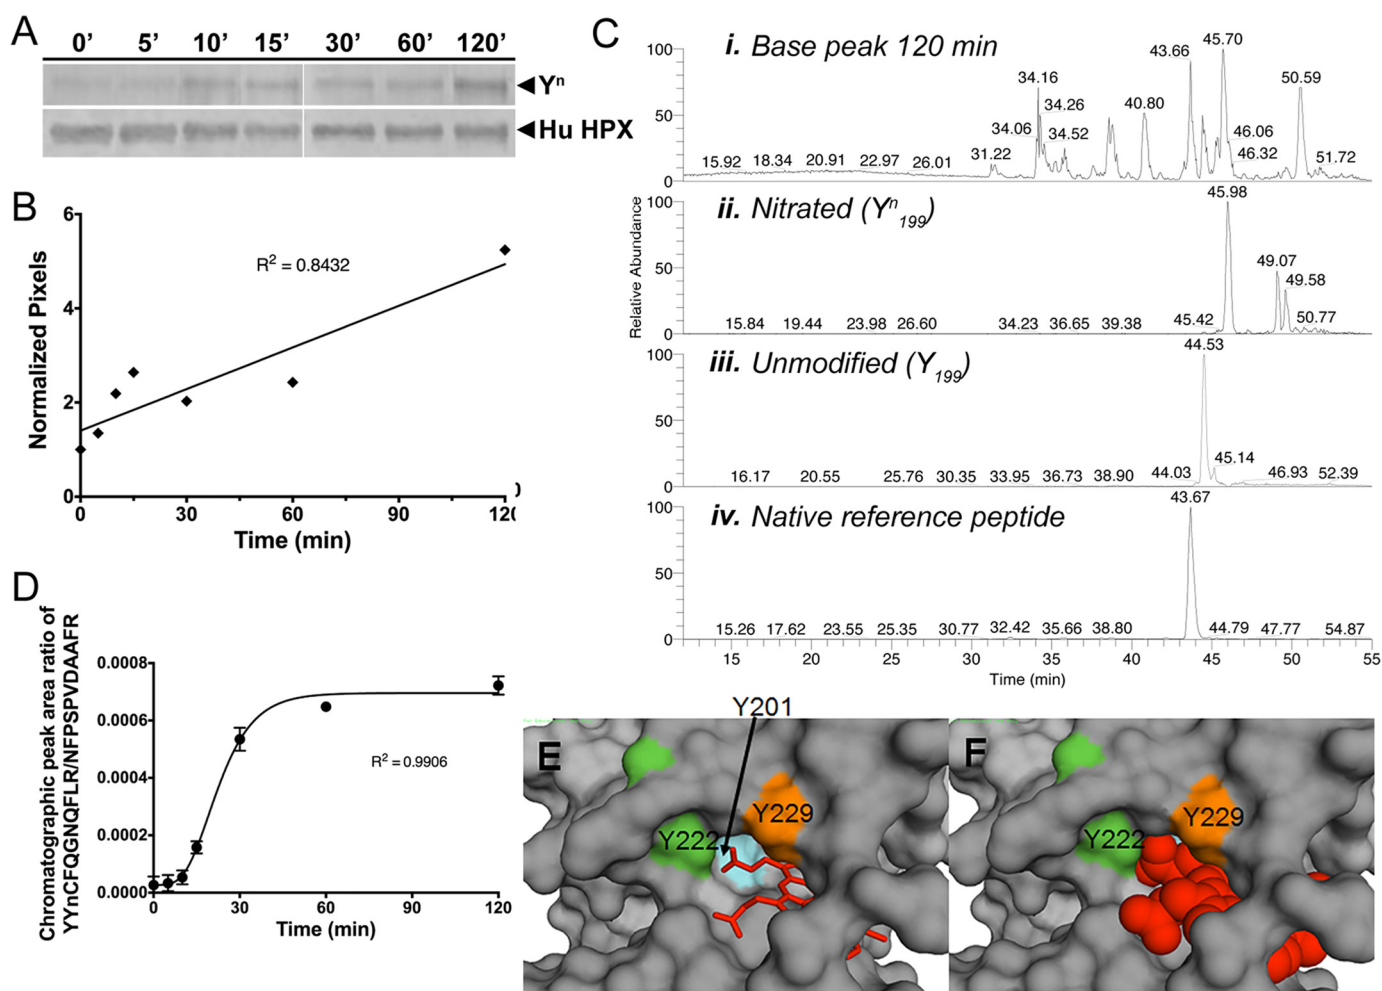 A
0’ 5’ 10’ 15’ 30’ 60’ 120’
Yn
Hu HPX
B
Normalized Pixels
6
4
2
0
R2 = 0.8432
0 30 60 90
Time (min)
C
i. Base peak 120 min
100
50
0
15.92 18.34 20.91 22.97 26.01 31.22 34.06 34.16 34.26 34.52 40.80 43.66 45.70 46.06 46.32 50.59 51.72
Relative Abundance
ii. Nitrated (Yn199)
100
50
0
15.84 19.44 23.98 26.60 34.23 36.65 39.38 45.42 45.98 49.07 49.58 50.77
iii. Unmodified (Y199)
100
50
0
16.17 20.55 25.76 30.35 33.95 36.73 38.90 44.03 44.53 45.14 46.93 52.39
iv. Native reference peptide
100
50
0
15.26 17.62 23.55 25.35 30.77 32.42 35.66 38.80 43.67 44.79 47.77 54.87
15 20 25 30 35 40 45 50 55
Time (min)
D
Chromatographic peak area ratio of
YYnCFQGNQFLR/NFPSPVDAAFR
0.0008
0.0006
0.0004
0.0002
0.0000
R2 = 0.9906
0 30 60 90 120
Time (min)
Y201
E
Y229
Y222
F
Y229
Y222